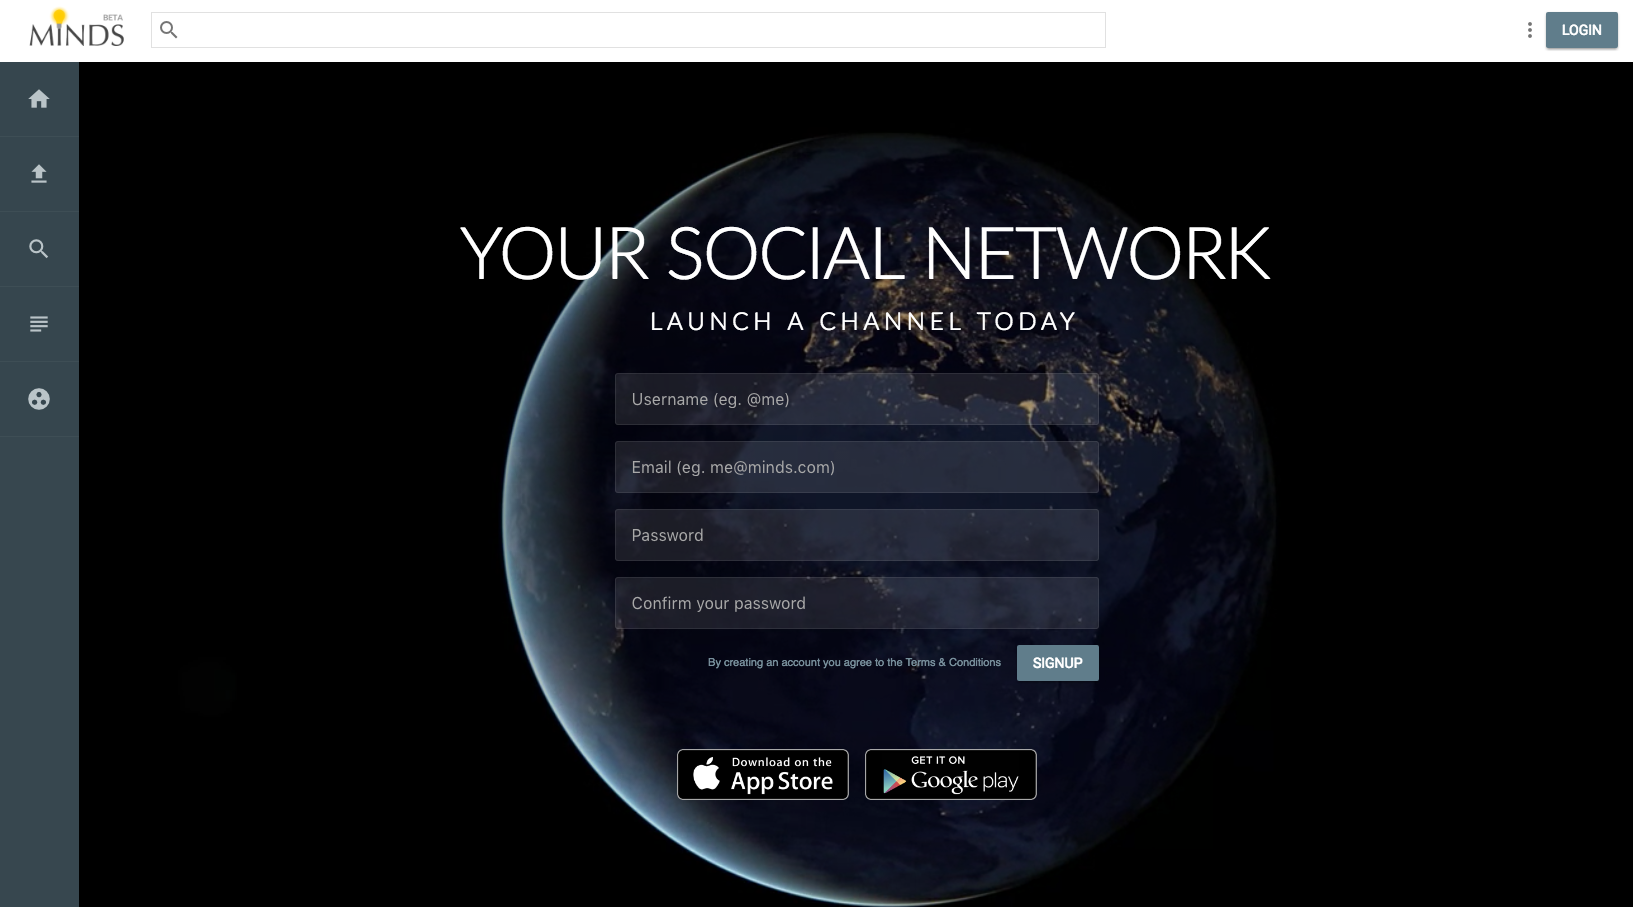 MINDS
BETA
LOGIN
YOUR SOCIAL NETWORK
LAUNCH A CHANNEL TODAY
Username (eg. @me)
Email (eg. me@minds.com)
Password
Confirm your password
By creating an account you agree to the Terms & Conditions
SIGNUP
Download on the
App Store
GET IT ON
Google play